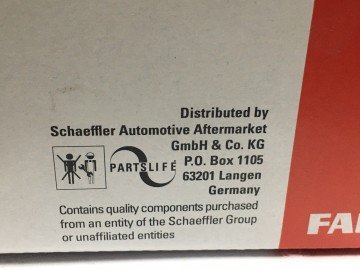 Distributed by
Schaeffler Automotive Aftermarket
GmbH & Co. KG
P.O. Box 1105
63201 Langen
Germany
PARTSLIFE
Contains quality components purchased
from an entity of the Schaeffler Group
or unaffiliated entities